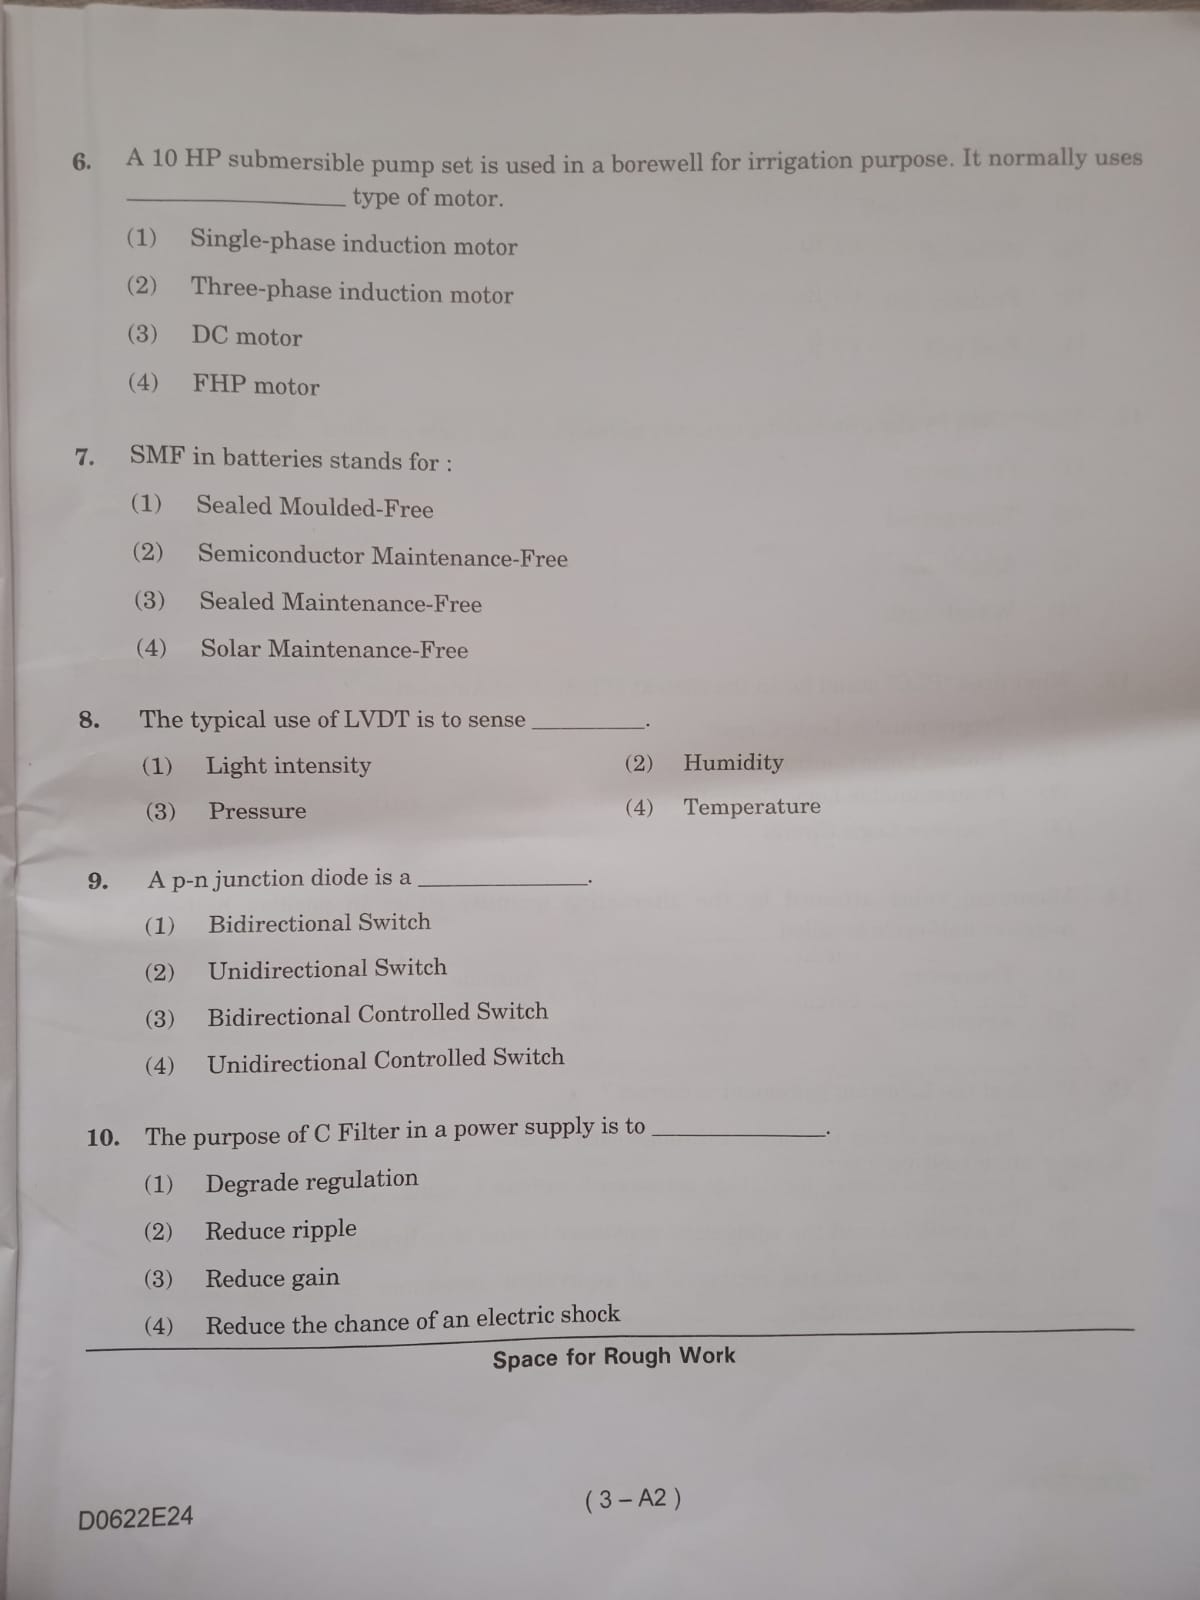 6. A 10 HP submersible pump set is used in a borewell for irrigation purpose. It normally uses
____________ type of motor.
(1) Single-phase induction motor
(2) Three-phase induction motor
(3) DC motor
(4) FHP motor
7. SMF in batteries stands for :
(1) Sealed Moulded-Free
(2) Semiconductor Maintenance-Free
(3) Sealed Maintenance-Free
(4) Solar Maintenance-Free
8. The typical use of LVDT is to sense ________.
(1) Light intensity (2) Humidity
(3) Pressure (4) Temperature
9. A p-n junction diode is a ____________.
(1) Bidirectional Switch
(2) Unidirectional Switch
(3) Bidirectional Controlled Switch
(4) Unidirectional Controlled Switch
10. The purpose of C Filter in a power supply is to ____________.
(1) Degrade regulation
(2) Reduce ripple
(3) Reduce gain
(4) Reduce the chance of an electric shock
Space for Rough Work
D0622E24 ( 3 – A2 )